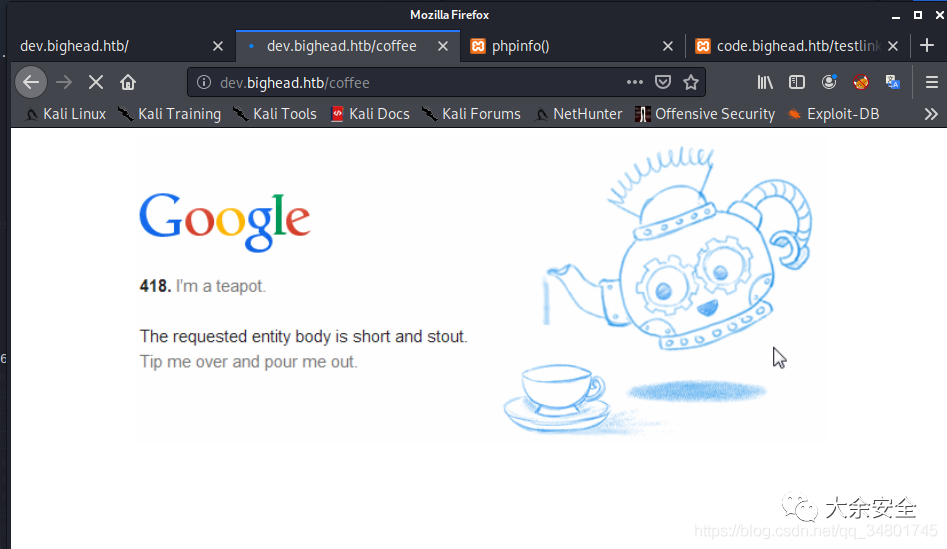 Mozilla Firefox
dev.bighead.htb/
dev.bighead.htb/coffee
phpinfo()
code.bighead.htb/testlink
dev.bighead.htb/coffee
Kali Linux
Kali Training
Kali Tools
Kali Docs
Kali Forums
NetHunter
Offensive Security
Exploit-DB
Google
418. I'm a teapot.
The requested entity body is short and stout.
Tip me over and pour me out.
6
大余安全
https://blog.csdn.net/qq_34801745